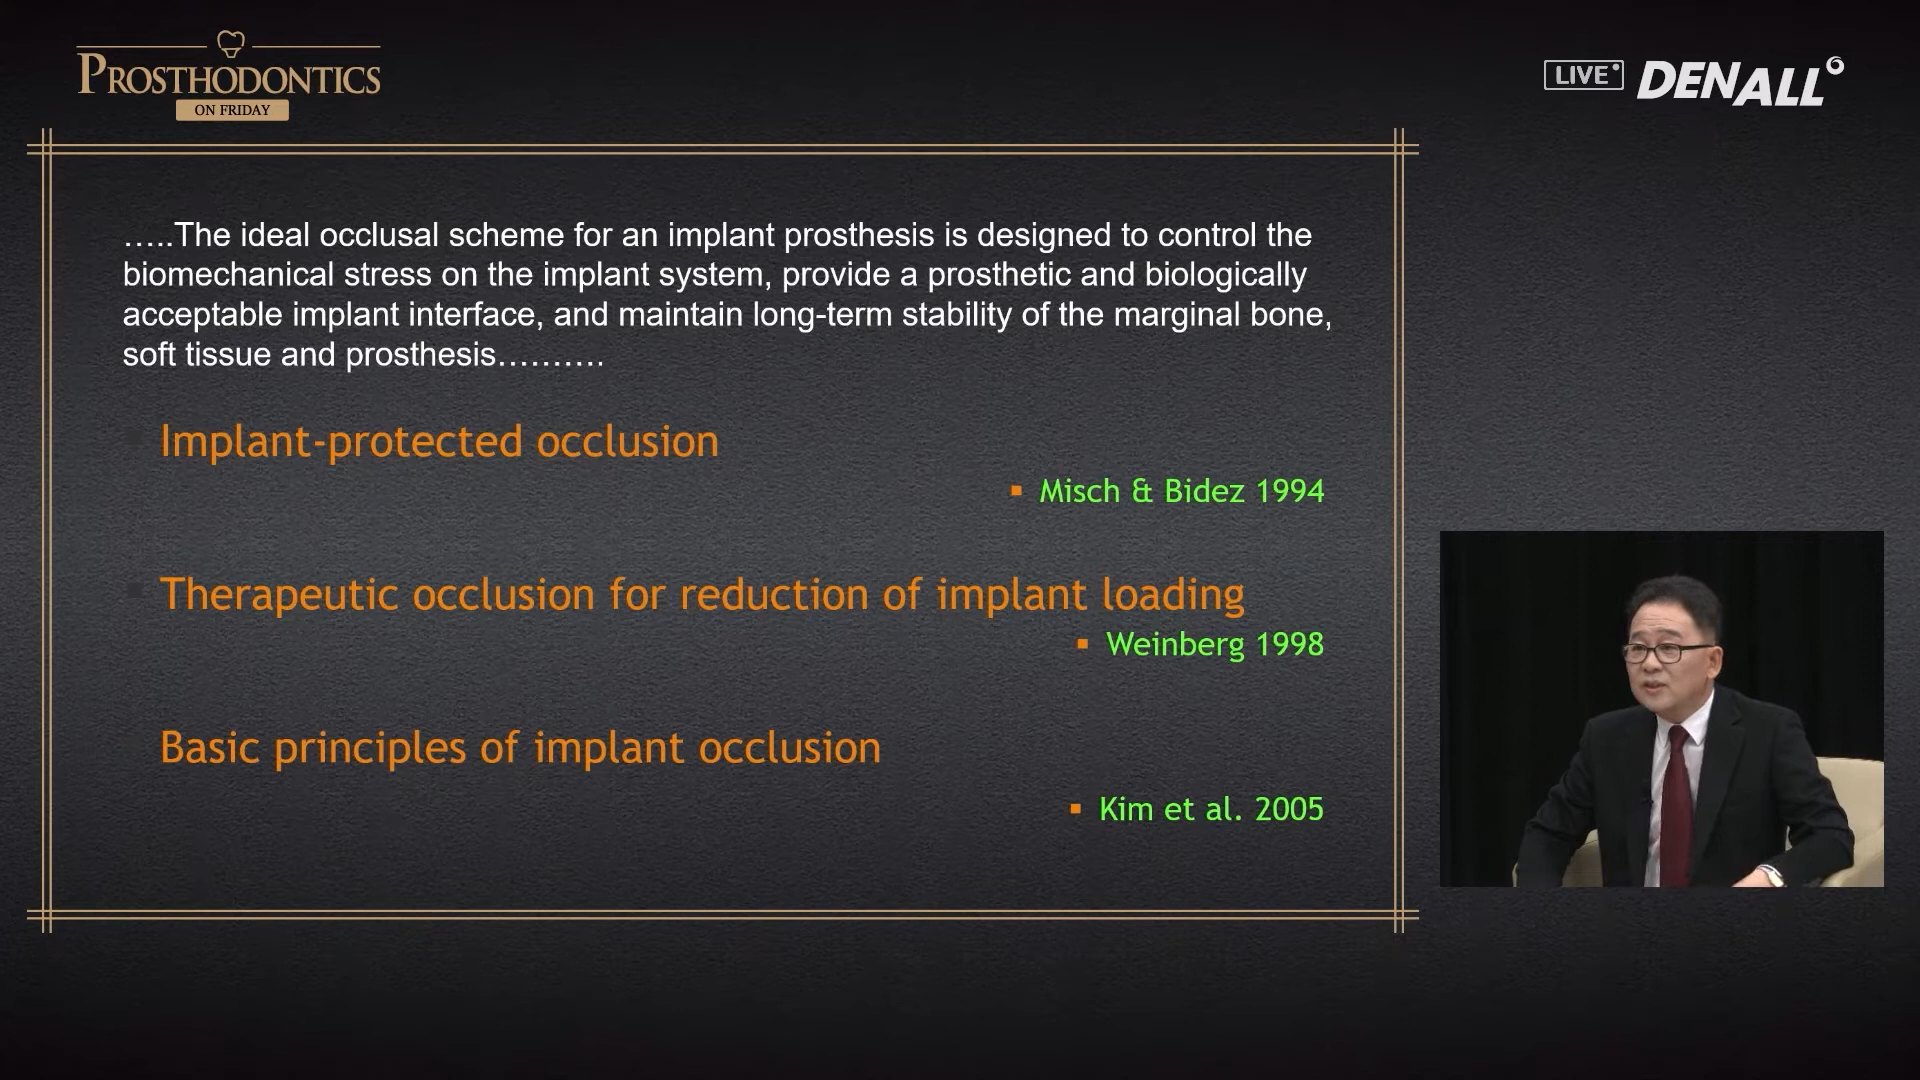 PROSTHODONTICS
ON FRIDAY
LIVE
DENALL
…..The ideal occlusal scheme for an implant prosthesis is designed to control the
biomechanical stress on the implant system, provide a prosthetic and biologically
acceptable implant interface, and maintain long-term stability of the marginal bone,
soft tissue and prosthesis……….
Implant-protected occlusion
▪ Misch & Bidez 1994
Therapeutic occlusion for reduction of implant loading
▪ Weinberg 1998
Basic principles of implant occlusion
▪ Kim et al. 2005